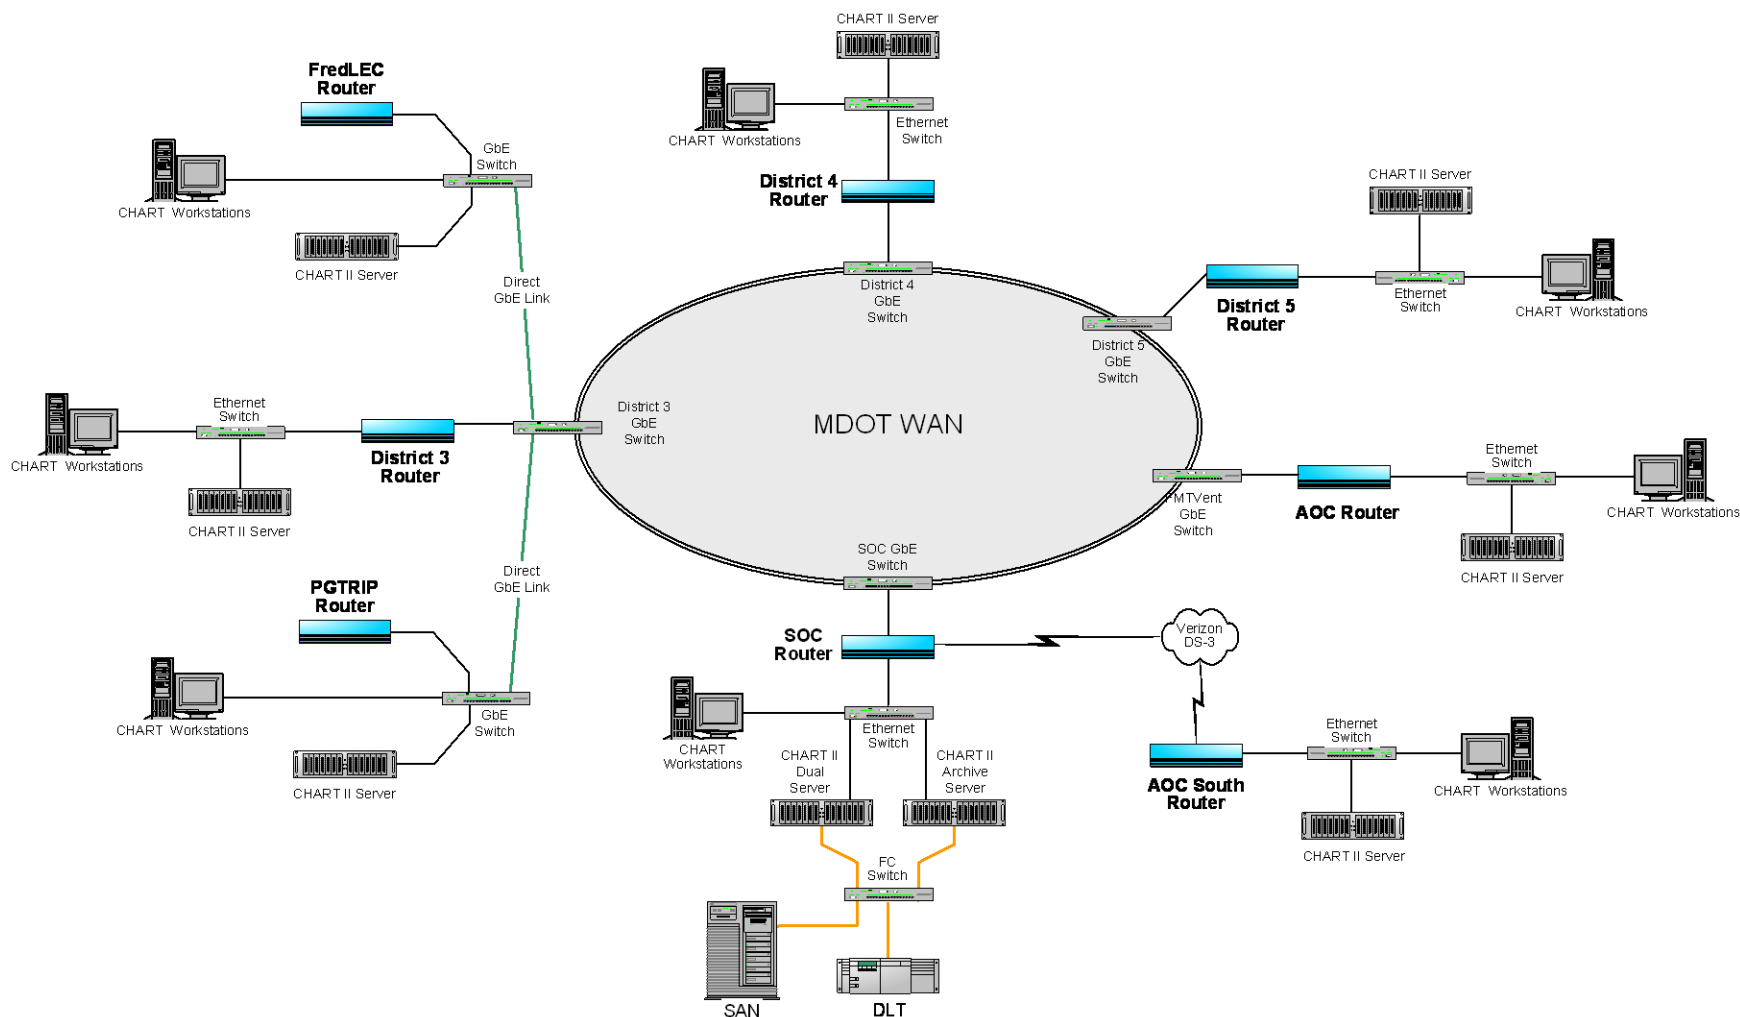 CHART II Server
CHART Workstations
Ethernet
Switch
District 4
Router
District 4
GbE
Switch
FredLEC
Router
GbE
Switch
CHART Workstations
CHART II Server
Direct
GbE Link
CHART II Server
District 5
Router
Ethernet
Switch
CHART Workstations
District 5
GbE
Switch
Ethernet
Switch
CHART Workstations
District 3
Router
CHART II Server
District 3
GbE
Switch
MDOT WAN
MTVent
GbE
Switch
AOC Router
Ethernet
Switch
CHART Workstations
CHART II Server
SOC GbE
Switch
Direct
GbE Link
PGTRIP
Router
CHART Workstations
GbE
Switch
CHART II Server
SOC
Router
Verizon
DS-3
CHART
Workstations
Ethernet
Switch
CHART II
Dual
Server
CHART II
Archive
Server
AOC South
Router
Ethernet
Switch
CHART Workstations
CHART II Server
FC
Switch
SAN
DLT